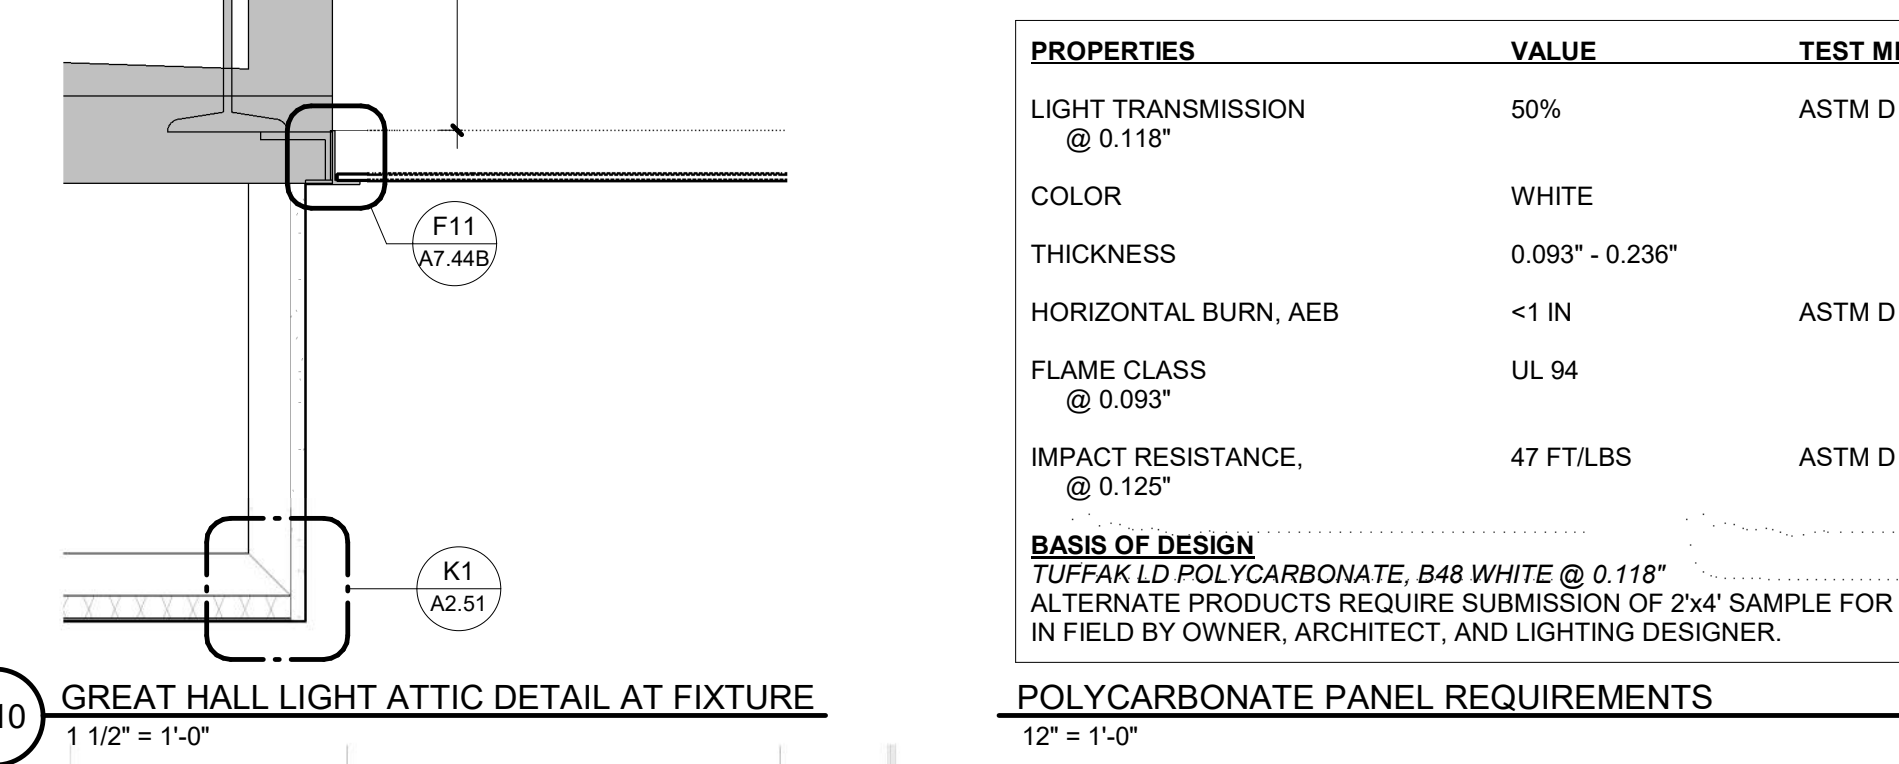 F11
A7.44B
K1
A2.51
GREAT HALL LIGHT ATTIC DETAIL AT FIXTURE
1 1/2" = 1'-0"
PROPERTIES VALUE TEST
LIGHT TRANSMISSION 50% ASTM D
@ 0.118"
COLOR WHITE
THICKNESS 0.093" - 0.236"
HORIZONTAL BURN, AEB <1 IN ASTM D
FLAME CLASS UL 94
@ 0.093"
IMPACT RESISTANCE, 47 FT/LBS ASTM D
@ 0.125"
BASIS OF DESIGN
TUFFAK LD POLYCARBONATE, B48 WHITE @ 0.118"
ALTERNATE PRODUCTS REQUIRE SUBMISSION OF 2'x4' SAMPLE FOR
IN FIELD BY OWNER, ARCHITECT, AND LIGHTING DESIGNER.
POLYCARBONATE PANEL REQUIREMENTS
12" = 1'-0"